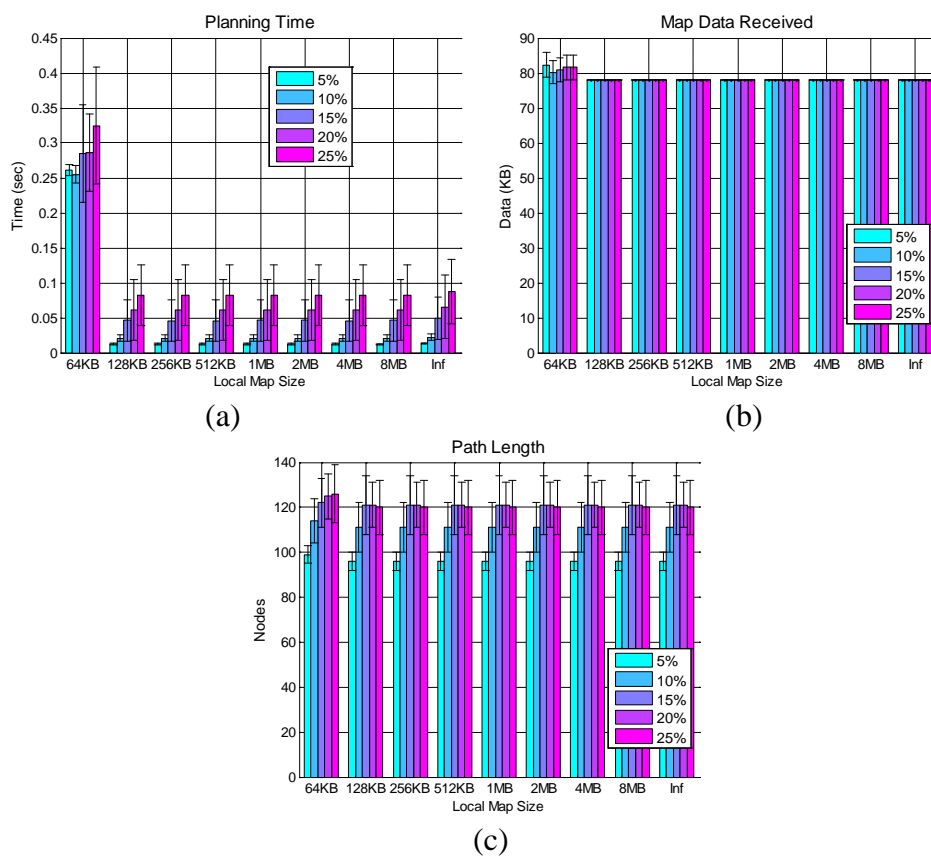 Planning Time
0.45
0.4
0.35
0.3
0.25
0.2
0.15
0.1
0.05
0
Time (sec)
5%
10%
15%
20%
25%
64KB 128KB 256KB 512KB 1MB 2MB 4MB 8MB Inf
Local Map Size
(a)
Map Data Received
90
80
70
60
50
40
30
20
10
0
Data (KB)
5%
10%
15%
20%
25%
64KB 128KB 256KB 512KB 1MB 2MB 4MB 8MB Inf
Local Map Size
(b)
Path Length
140
120
100
80
60
40
20
0
Nodes
5%
10%
15%
20%
25%
64KB 128KB 256KB 512KB 1MB 2MB 4MB 8MB Inf
Local Map Size
(c)